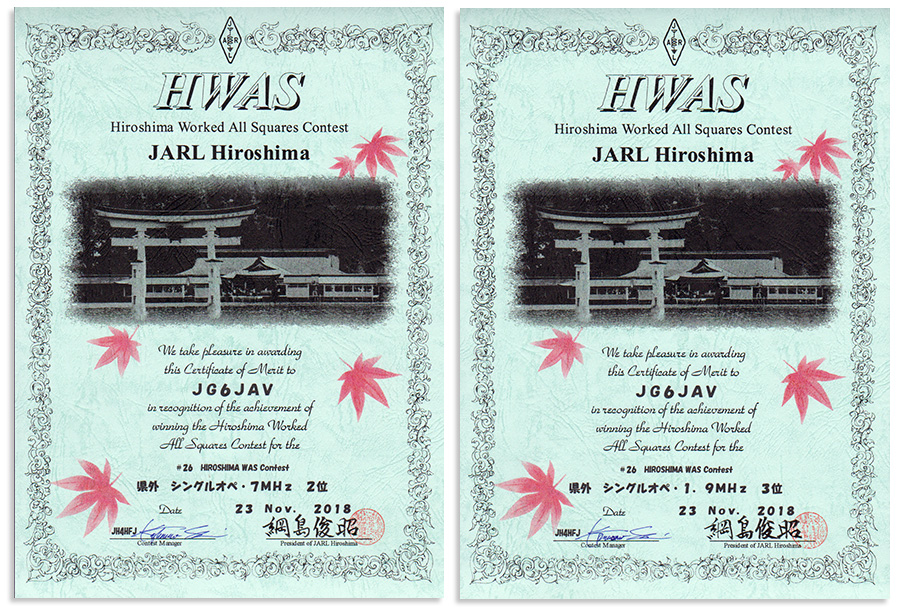 HWAS
Hiroshima Worked All Squares Contest
JARL Hiroshima
We take pleasure in awarding
this Certificate of Merit to
JG6JAV
in recognition of the achievement of
winning the Hiroshima Worked
All Squares Contest for the
#26 HIROSHIMA WAS Contest
県外 シングルオペ・7MHz 2位
Date 23 Nov. 2018
JH4HFJ 綱島俊昭
Contest Manager President of JARL Hiroshima
HWAS
Hiroshima Worked All Squares Contest
JARL Hiroshima
We take pleasure in awarding
this Certificate of Merit to
JG6JAV
in recognition of the achievement of
winning the Hiroshima Worked
All Squares Contest for the
#26 HIROSHIMA WAS Contest
県外 シングルオペ・1.9MHz 3位
Date 23 Nov. 2018
JH4HFJ 綱島俊昭
Contest Manager President of JARL Hiroshima